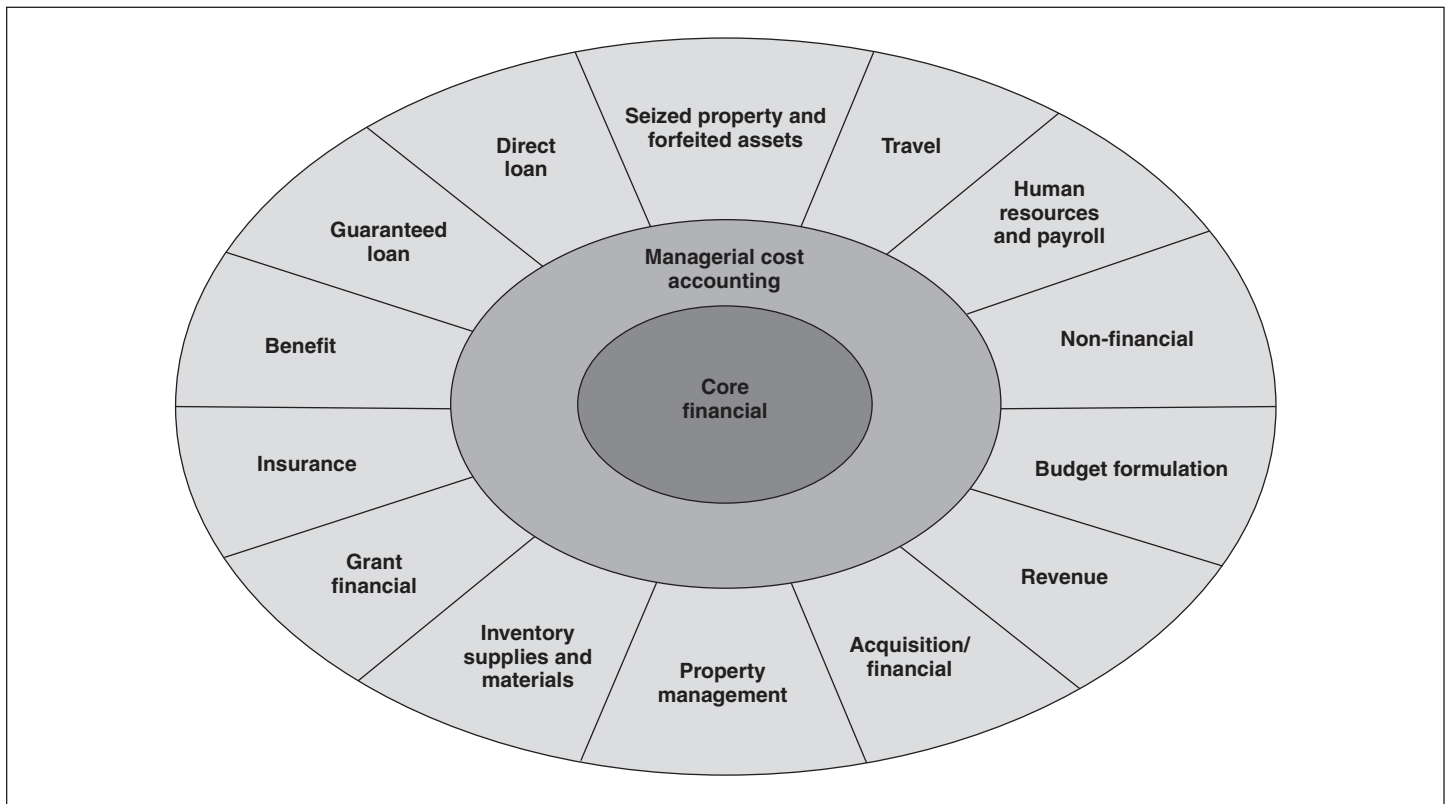 Seized property and
forfeited assets
Travel
Human
resources
and payroll
Non-financial
Budget formulation
Revenue
Acquisition/
financial
Property
management
Inventory
supplies and
materials
Grant
financial
Insurance
Benefit
Guaranteed
loan
Direct
loan
Managerial cost
accounting
Core
financial